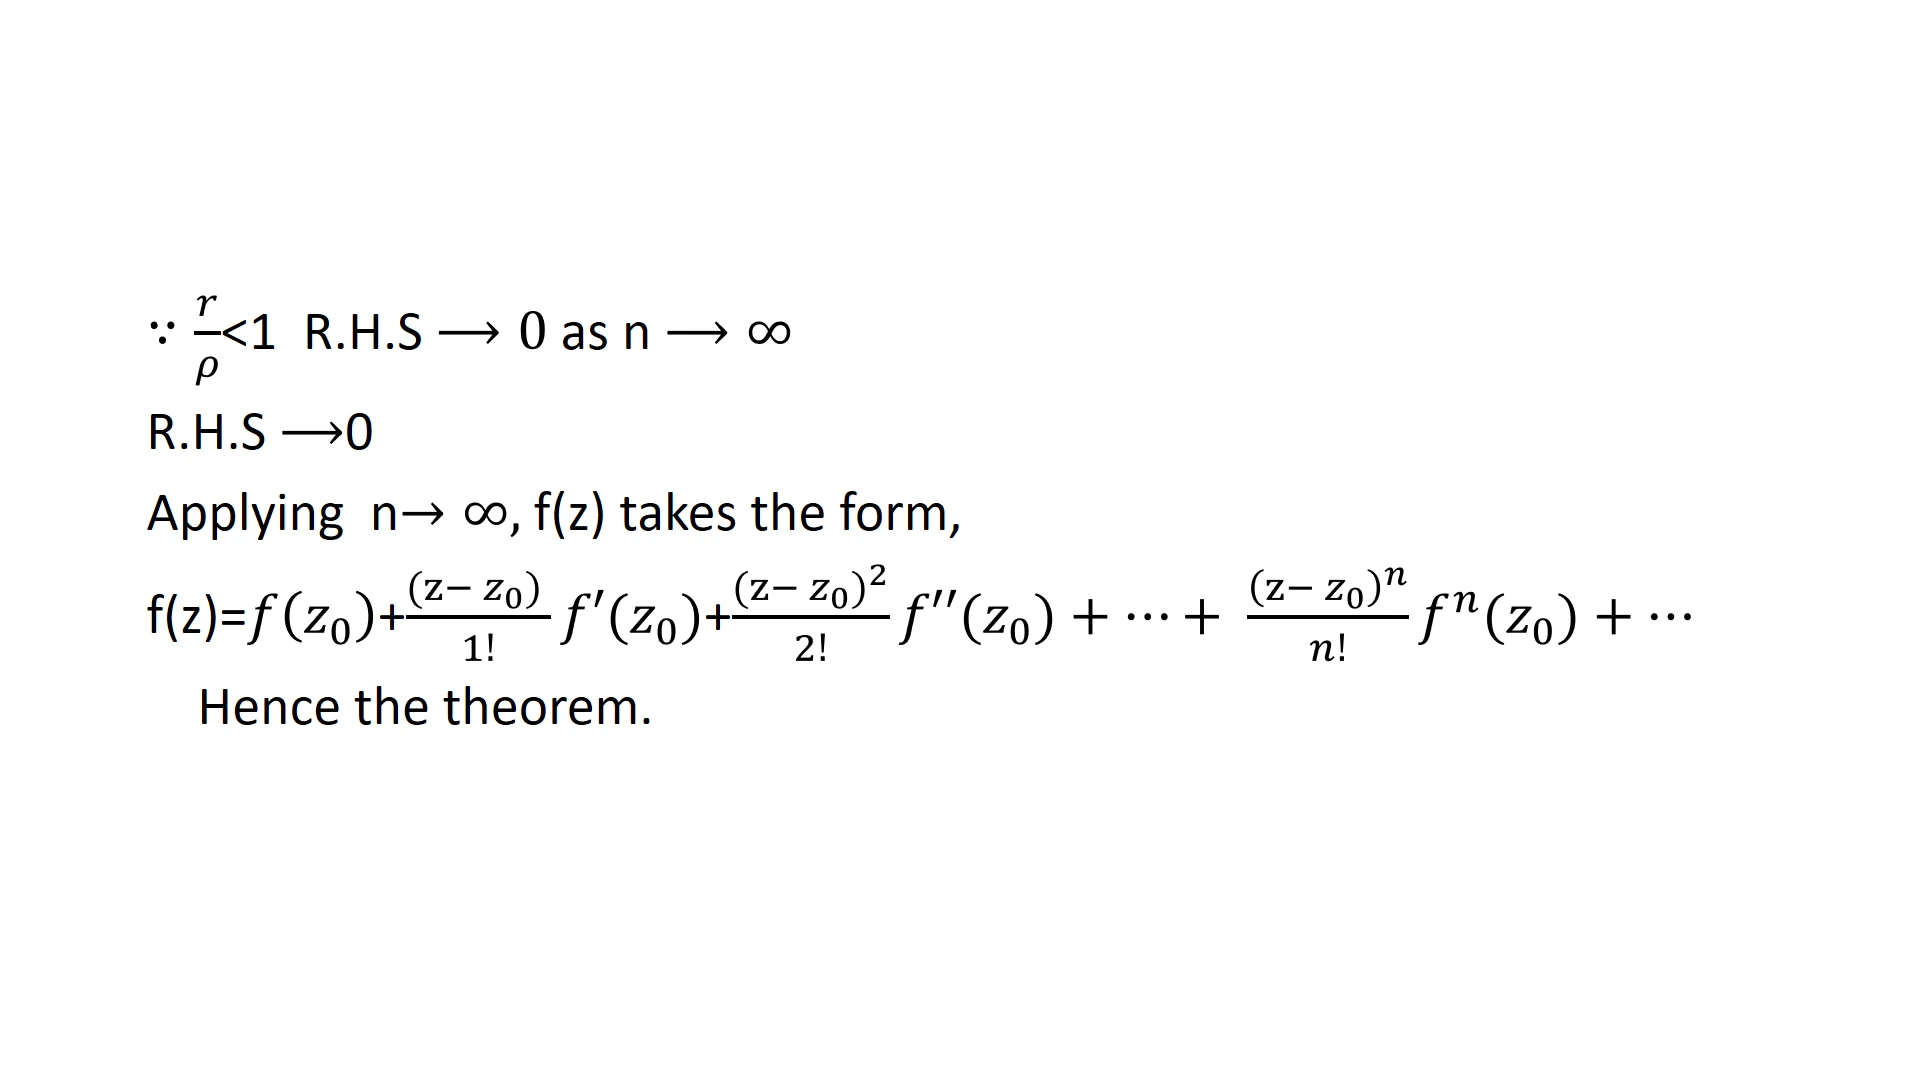 ∵ r/ρ<1 R.H.S ⟶ 0 as n ⟶ ∞
R.H.S ⟶0
Applying n→ ∞, f(z) takes the form,
f(z)=f(z₀)+(z− z₀)/1! f′(z₀)+(z− z₀)²/2! f′′(z₀) + ⋯ + (z− z₀)ⁿ/n! fⁿ(z₀) + ⋯
Hence the theorem.